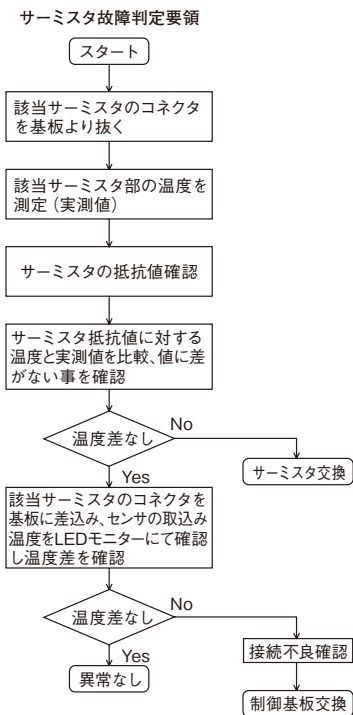 サーミスタ故障判定要領
スタート
該当サーミスタのコネクタ
を基板より抜く
該当サーミスタ部の温度を
測定（実測値）
サーミスタの抵抗値確認
サーミスタ抵抗値に対する
温度と実測値を比較、値に差
がない事を確認
温度差なし
No
サーミスタ交換
Yes
該当サーミスタのコネクタを
基板に差込み、センサの取込み
温度をLEDモニターにて確認
し温度差を確認
温度差なし
No
接続不良確認
Yes
異常なし
制御基板交換